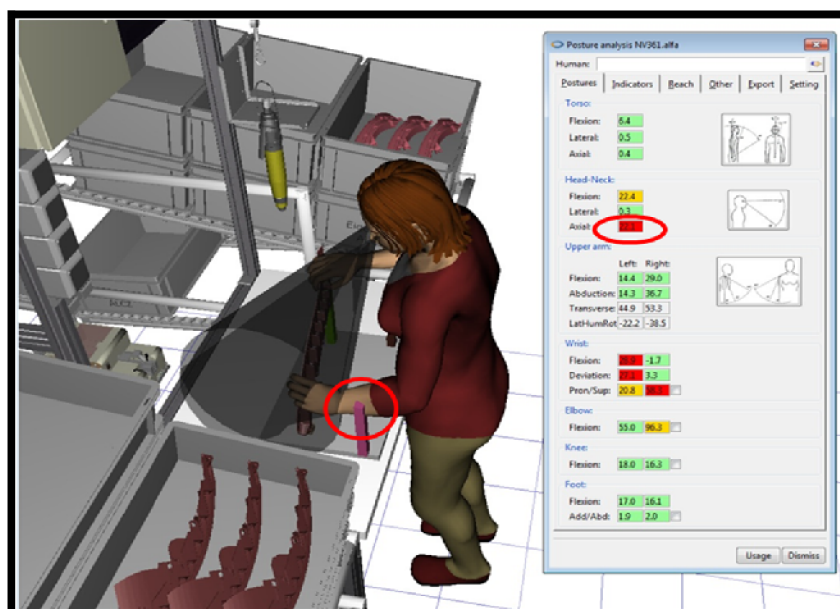 Posture analysis NV361.alfa
Human:
Postures Indicators Reach Other Export Setting
Torso:
Flexion: 6.4
Lateral: 0.5
Axial: 0.4
Head-Neck:
Flexion: 22.4
Lateral: 0.3
Axial:
Upper arm:
Left: Right:
Flexion: 14.4 29.0
Abduction: 14.3 36.7
Transverse: 44.9 53.3
LatHumRot -22.2 -38.5
Wrist:
Flexion: -1.7
Deviation: 3.3
Pron/Sup: 20.8
Elbow:
Flexion: 55.0 96.3
Knee:
Flexion: 18.0 16.3
Foot:
Flexion: 17.0 16.1
Add/Abd: 1.9 2.0
Usage Dismiss